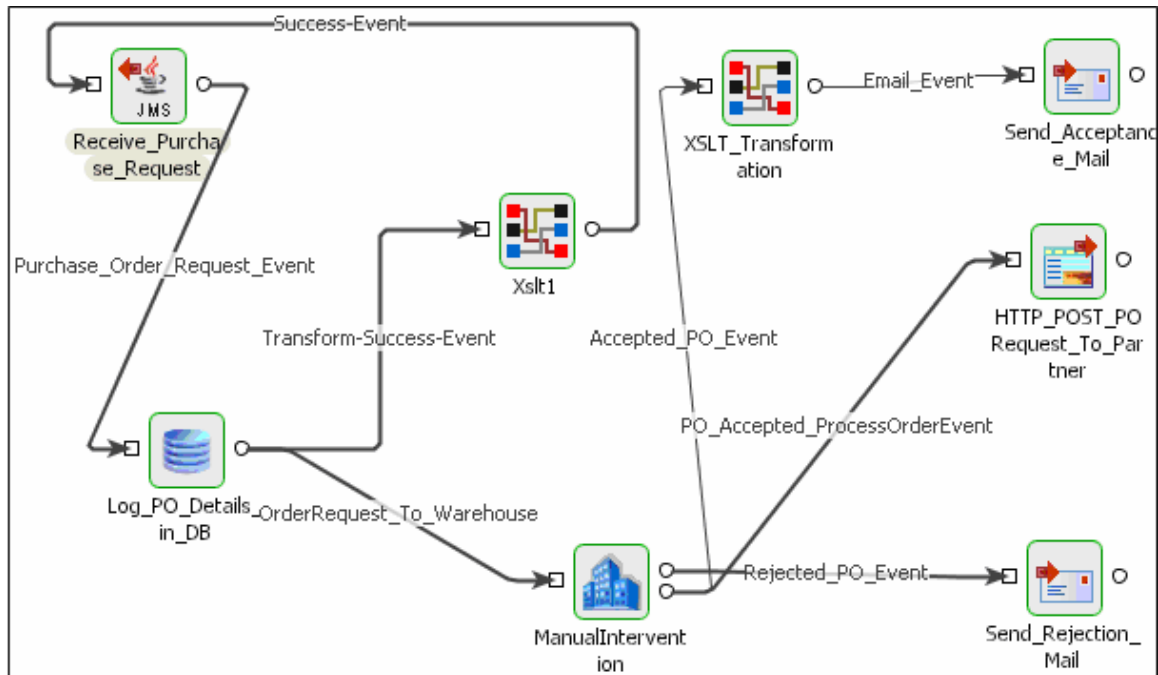 Success-Event
JMS
Receive_Purcha
se_Request
Email_Event
XSLT_Transform
ation
Send_Acceptanc
e_Mail
Purchase_Order_Request_Event
Xslt1
HTTP_POST_PO
Request_To_Par
tner
Transform-Success-Event
Accepted_PO_Event
PO_Accepted_ProcessOrderEvent
Log_PO_Details_
in_DB
OrderRequest_To_Warehouse
Rejected_PO_Event
ManualIntervent
ion
Send_Rejection_
Mail